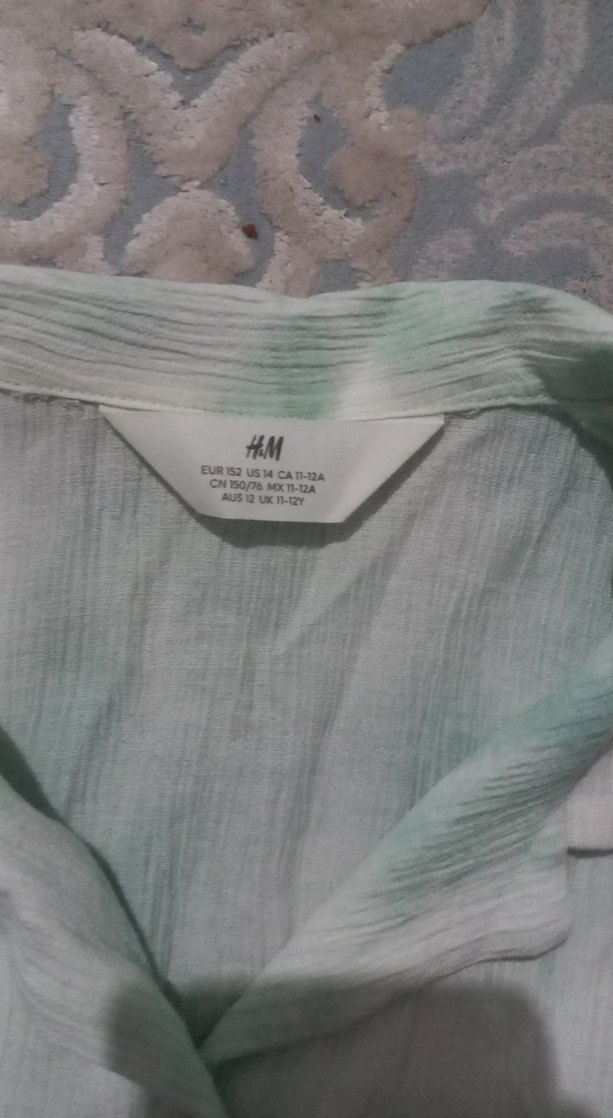 H&M
EUR 152 US 14 CA 11-12A
CN 150/76 MX 11-12A
AUS 12 UK 11-12Y